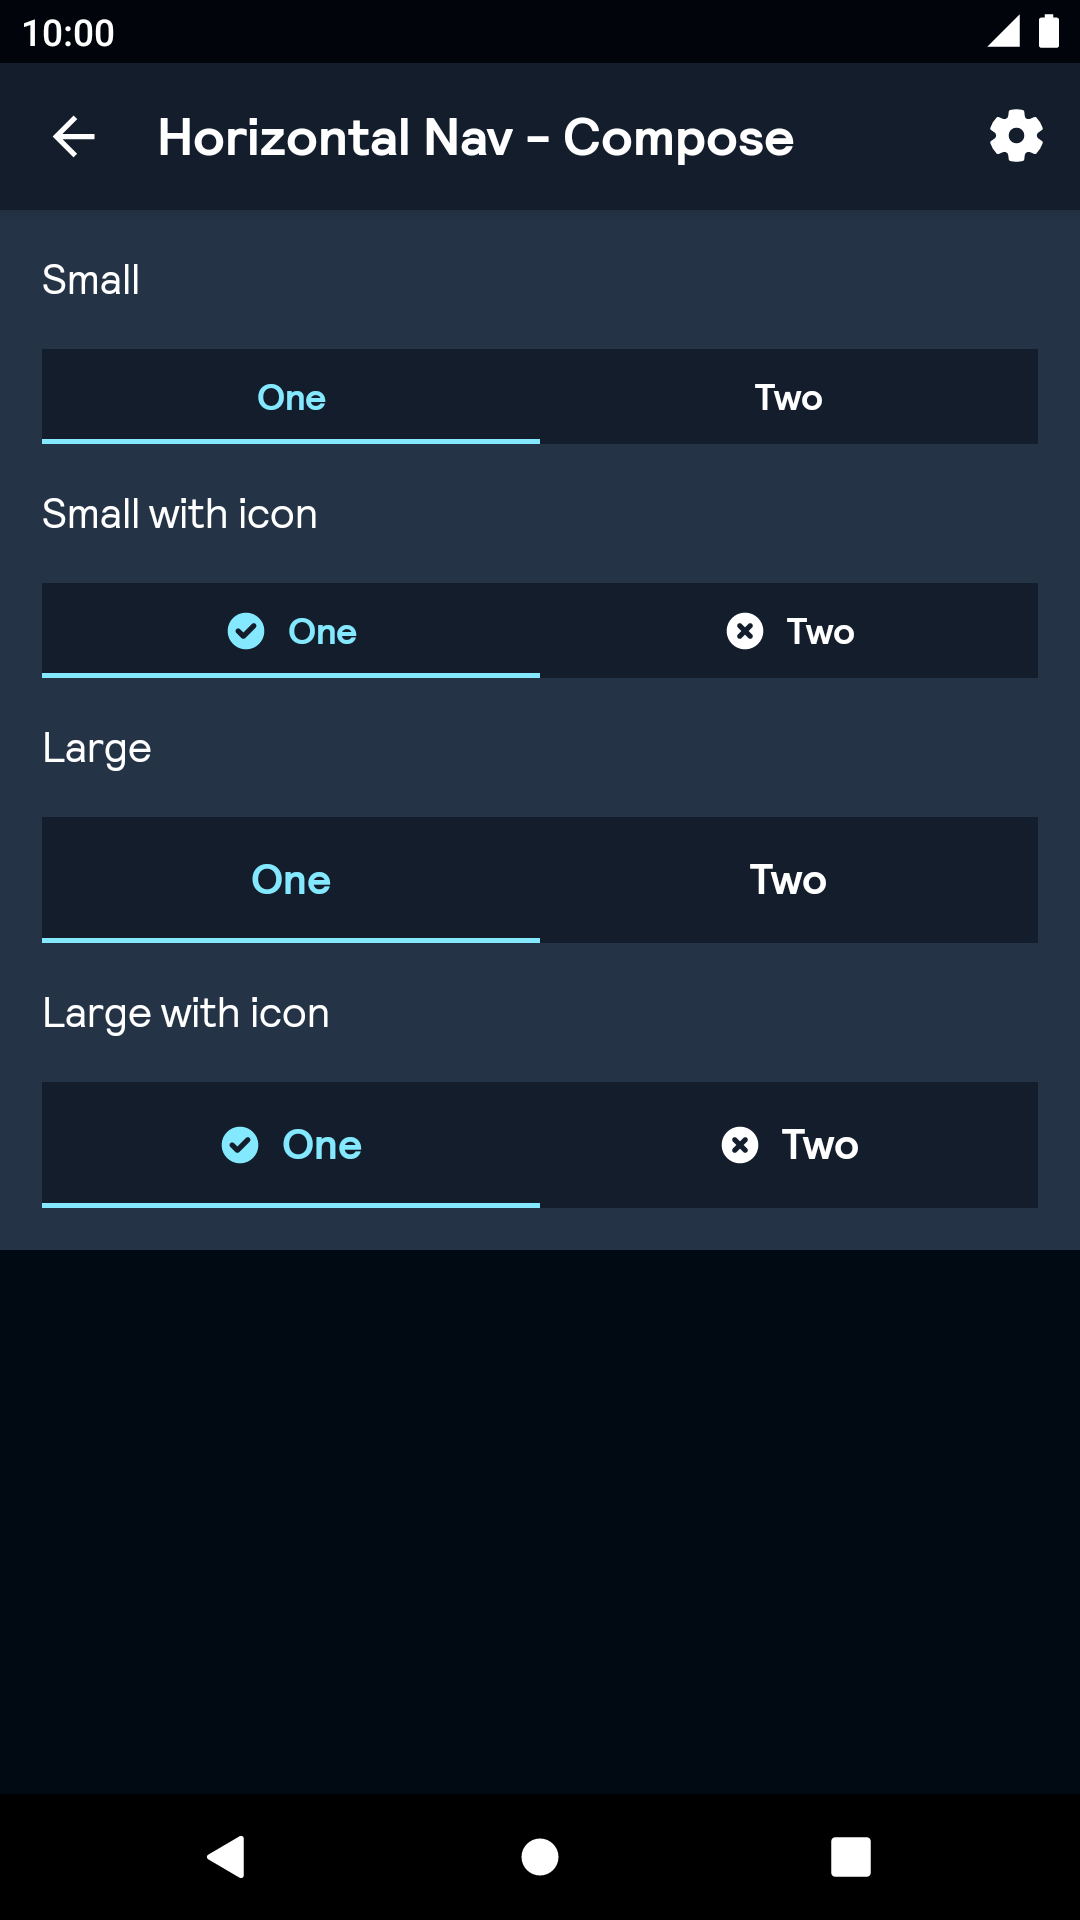 10:00
Horizontal Nav - Compose
Small
One Two
Small with icon
One Two
Large
One Two
Large with icon
One Two